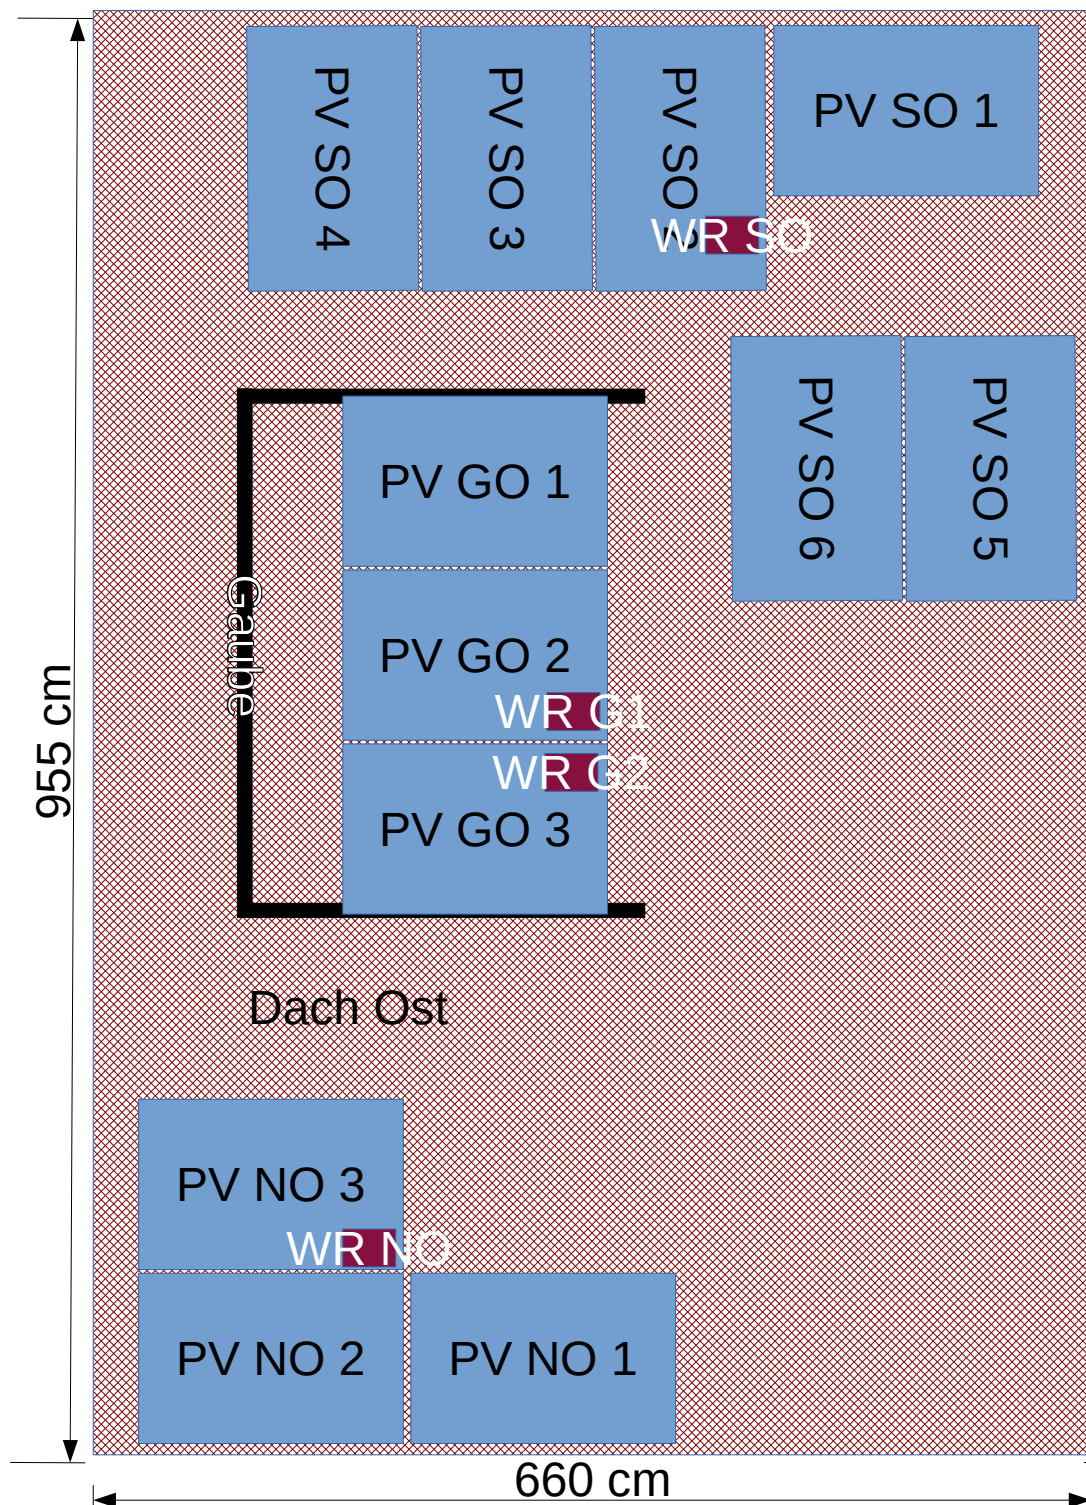 PV SO 4
PV SO 3
PV SO 2
PV SO 1
WR SO
PV SO 6
PV SO 5
PV GO 1
Gaube
PV GO 2
WR G1
WR G2
PV GO 3
955 cm
Dach Ost
PV NO 3
WR NO
PV NO 2
PV NO 1
660 cm